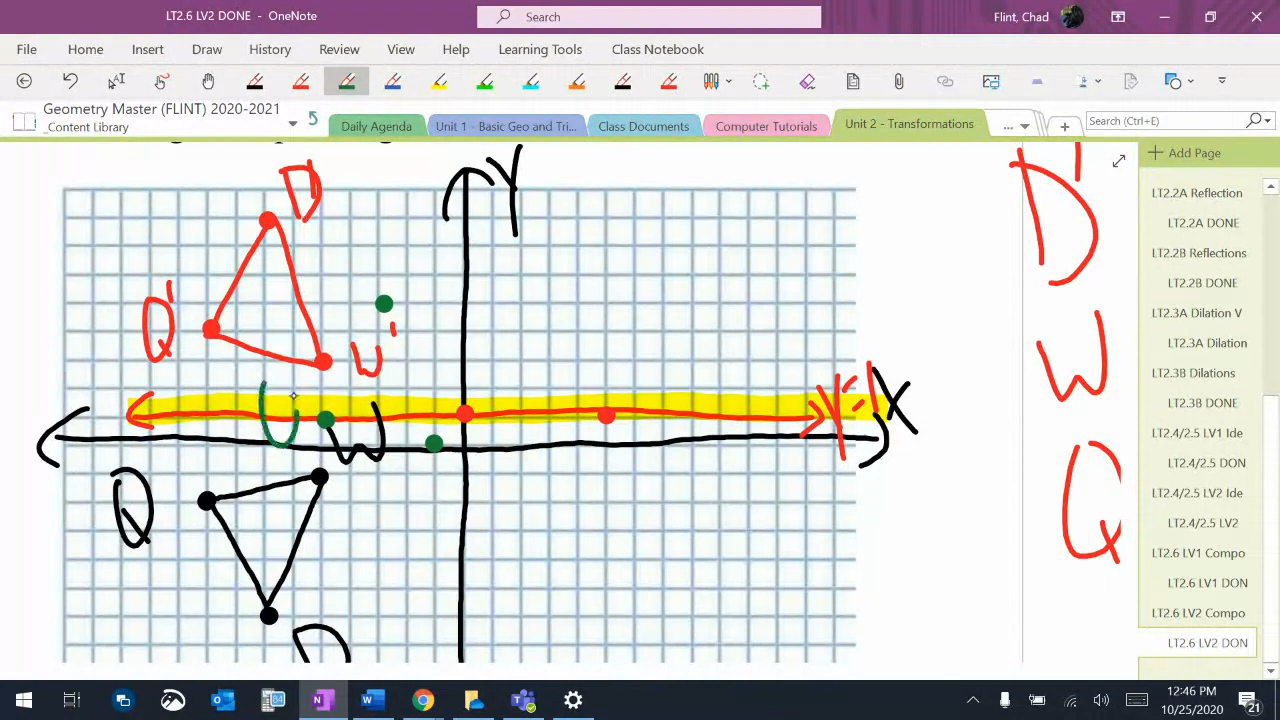 LT2.6 LV2 DONE - OneNote
Search
Flint, Chad
File Home Insert Draw History Review View Help Learning Tools Class Notebook
Geometry Master (FLINT) 2020-2021
_Content Library
Daily Agenda
Unit 1 - Basic Geo and Tri...
Class Documents
Computer Tutorials
Unit 2 - Transformations
...
Search (Ctrl+E)
Add Page
LT2.2A Reflection
LT2.2A DONE
LT2.2B Reflections
LT2.2B DONE
LT2.3A Dilation V
LT2.3A Dilation
LT2.3B Dilations
LT2.3B DONE
LT2.4/2.5 LV1 Ide
LT2.4/2.5 DON
LT2.4/2.5 LV2 Ide
LT2.4/2.5 LV2
LT2.6 LV1 Compo
LT2.6 LV1 DON
LT2.6 LV2 Compo
LT2.6 LV2 DON
Y
D'
Q'
W'
X
W
Q
D'
W
Q
12:46 PM
10/25/2020
21